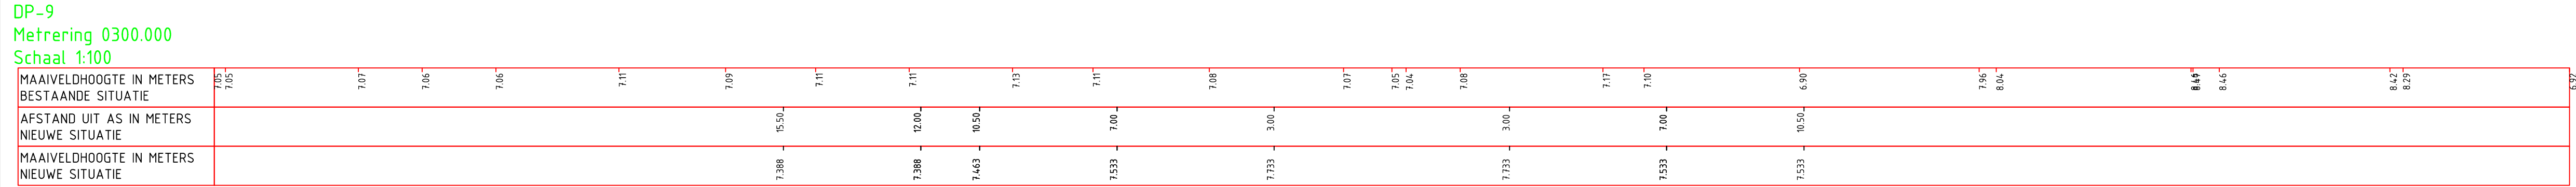 DP-9
Metrering 0300.000
Schaal 1:100
MAAIVELDHOOGTE IN METERS
BESTAANDE SITUATIE
7.05 7.05 7.07 7.06 7.06 7.11 7.09 7.11 7.11 7.13 7.11 7.08 7.07 7.05 7.04 7.08 7.17 7.10 6.90 7.96 8.04 8.46 8.42 8.29 6.92
AFSTAND UIT AS IN METERS
NIEUWE SITUATIE
15.50 12.00 10.50 7.00 3.00 3.00 7.00 10.50
MAAIVELDHOOGTE IN METERS
NIEUWE SITUATIE
7.388 7.388 7.463 7.533 7.733 7.733 7.533 7.533